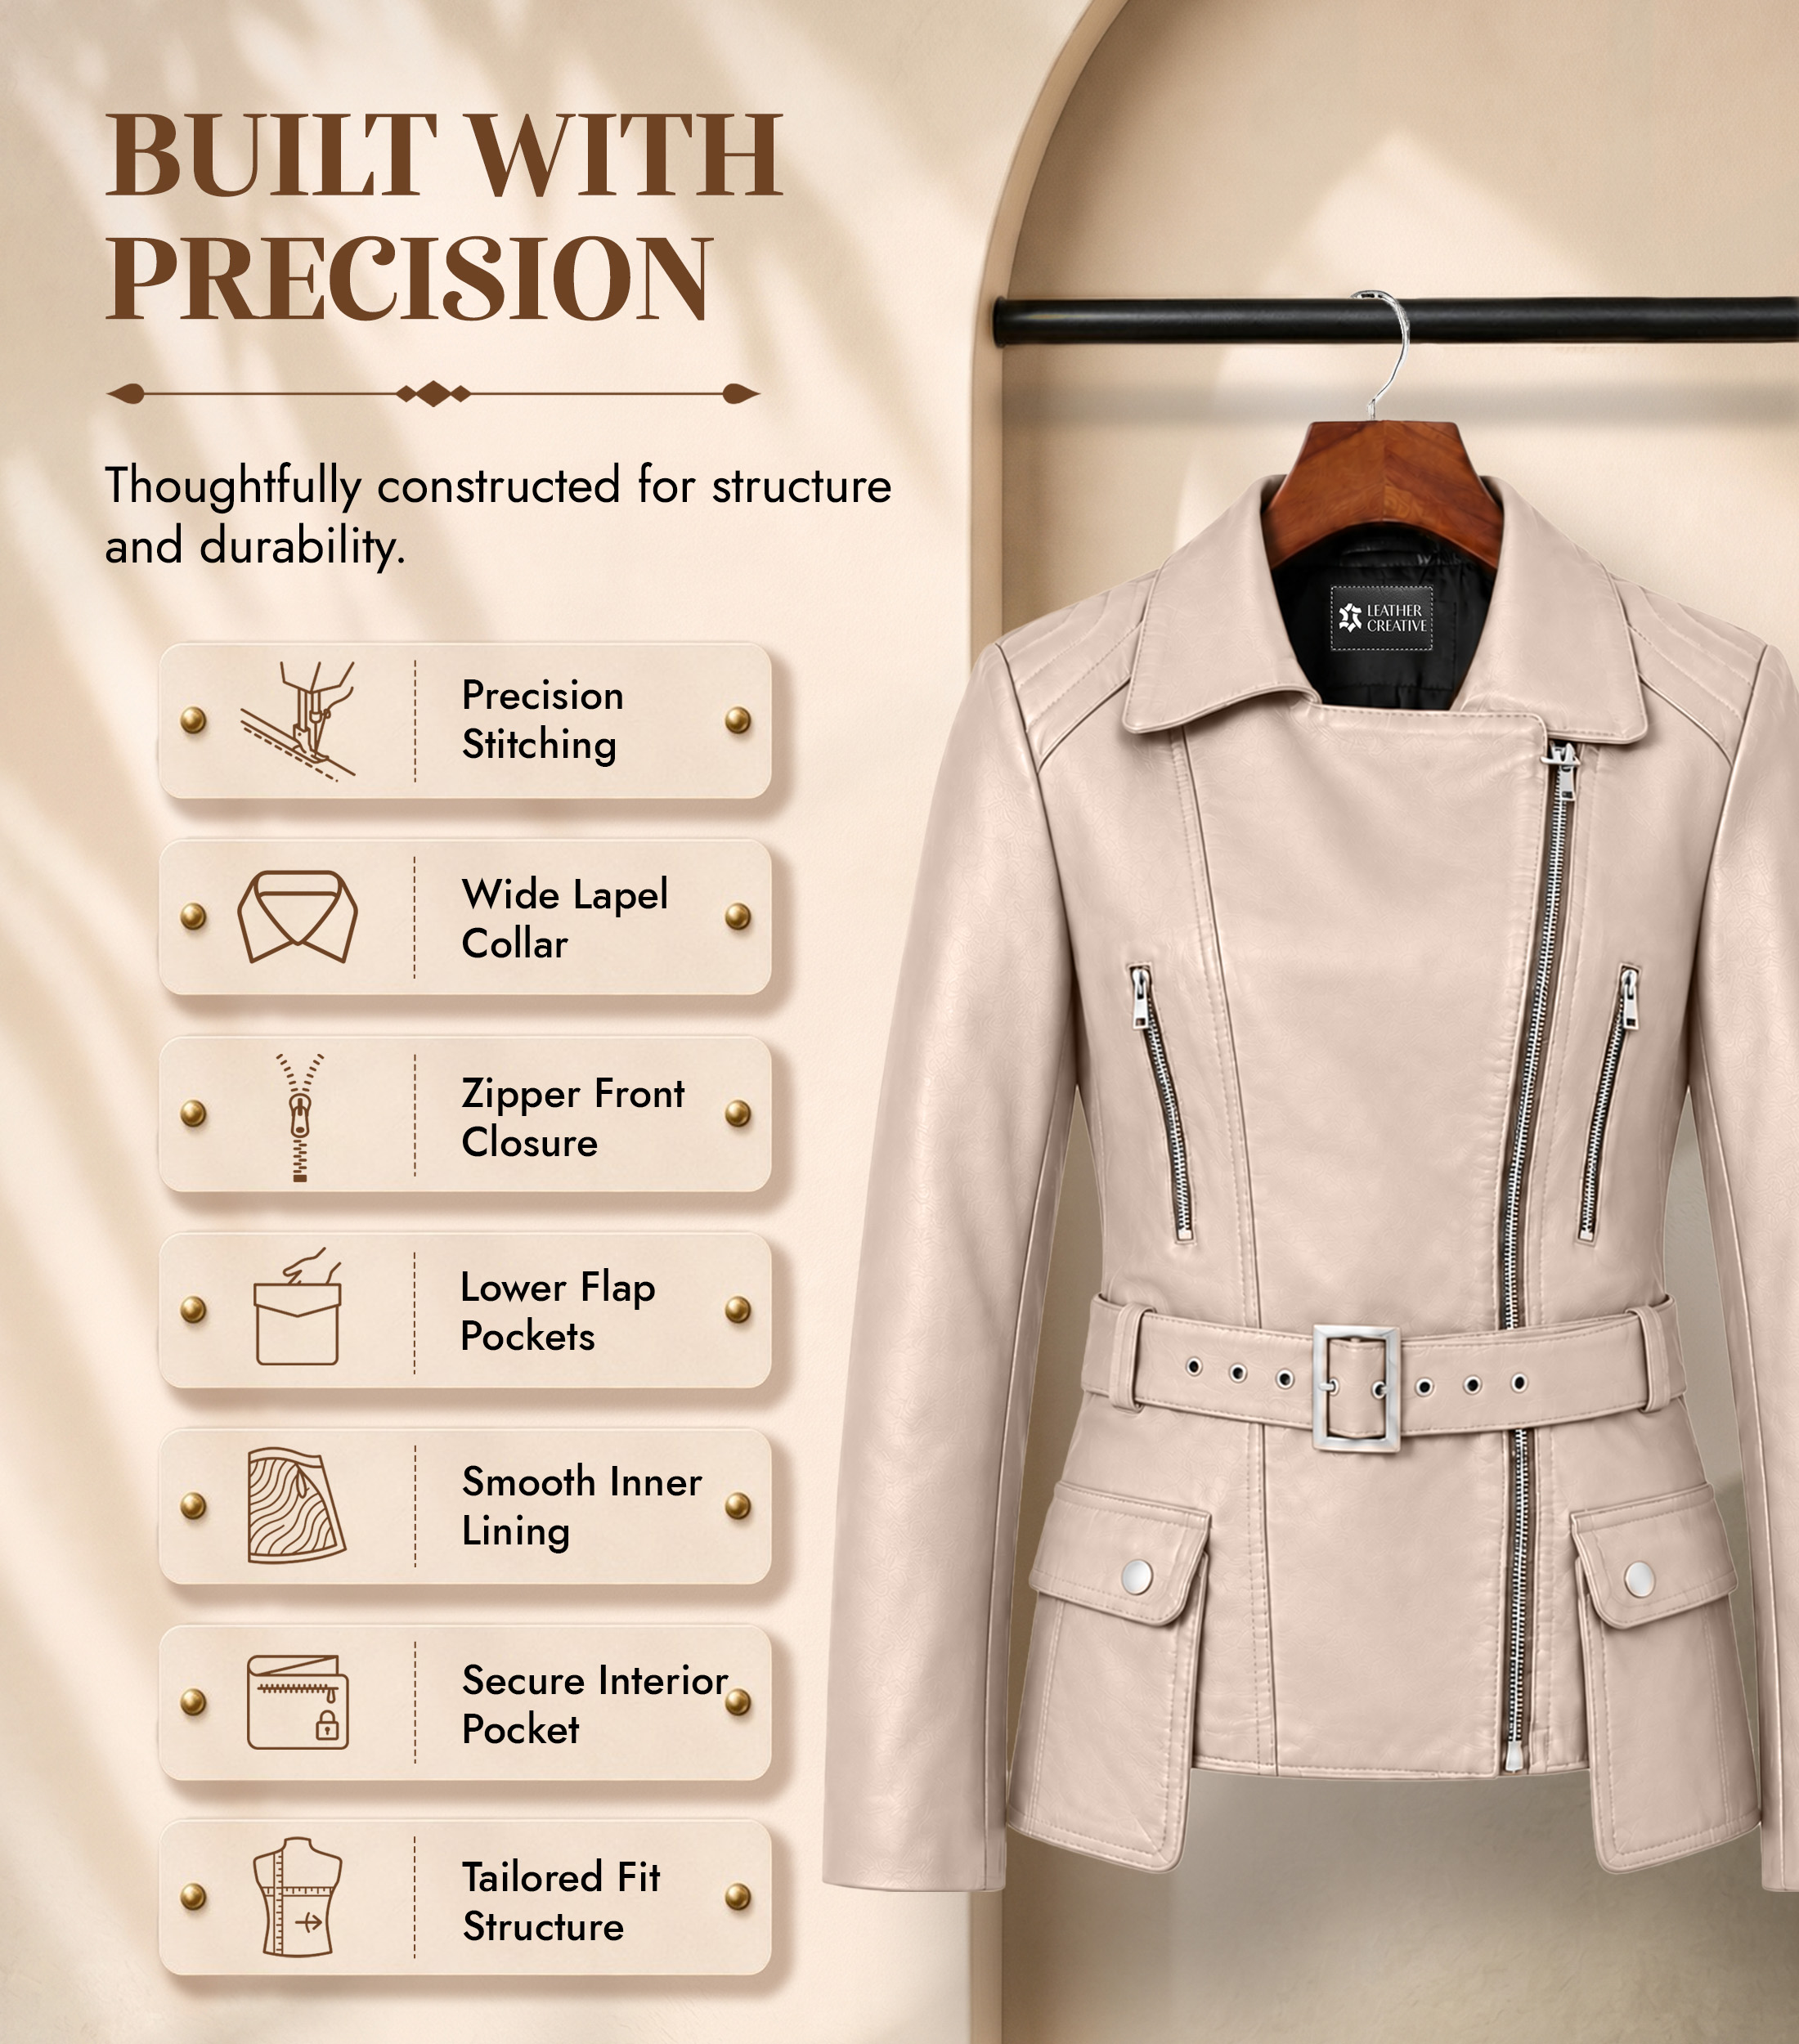 BUILT WITH
PRECISION
Thoughtfully constructed for structure
and durability.
Precision
Stitching
Wide Lapel
Collar
Zipper Front
Closure
Lower Flap
Pockets
Smooth Inner
Lining
Secure Interior
Pocket
Tailored Fit
Structure
LEATHER
CREATIVE